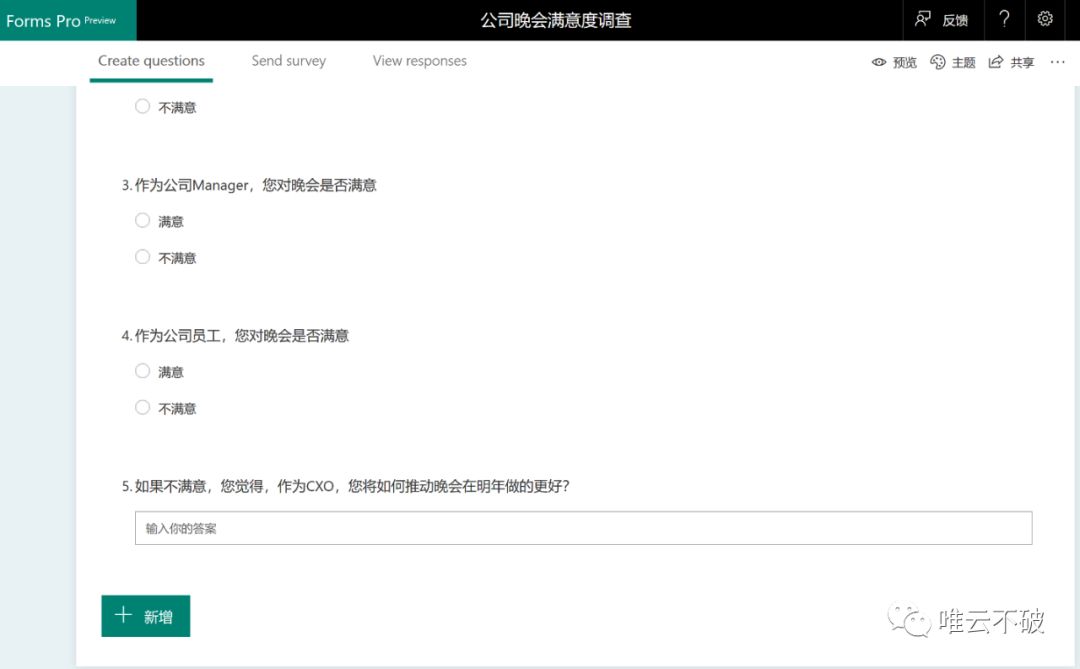 Forms Pro Preview
公司晚会满意度调查
反馈
?
Create questions
Send survey
View responses
预览
主题
共享
···
不满意
3.作为公司Manager，您对晚会是否满意
满意
不满意
4.作为公司员工，您对晚会是否满意
满意
不满意
5.如果不满意，您觉得，作为CXO，您将如何推动晚会在明年做的更好?
输入你的答案
+ 新增
唯云不破